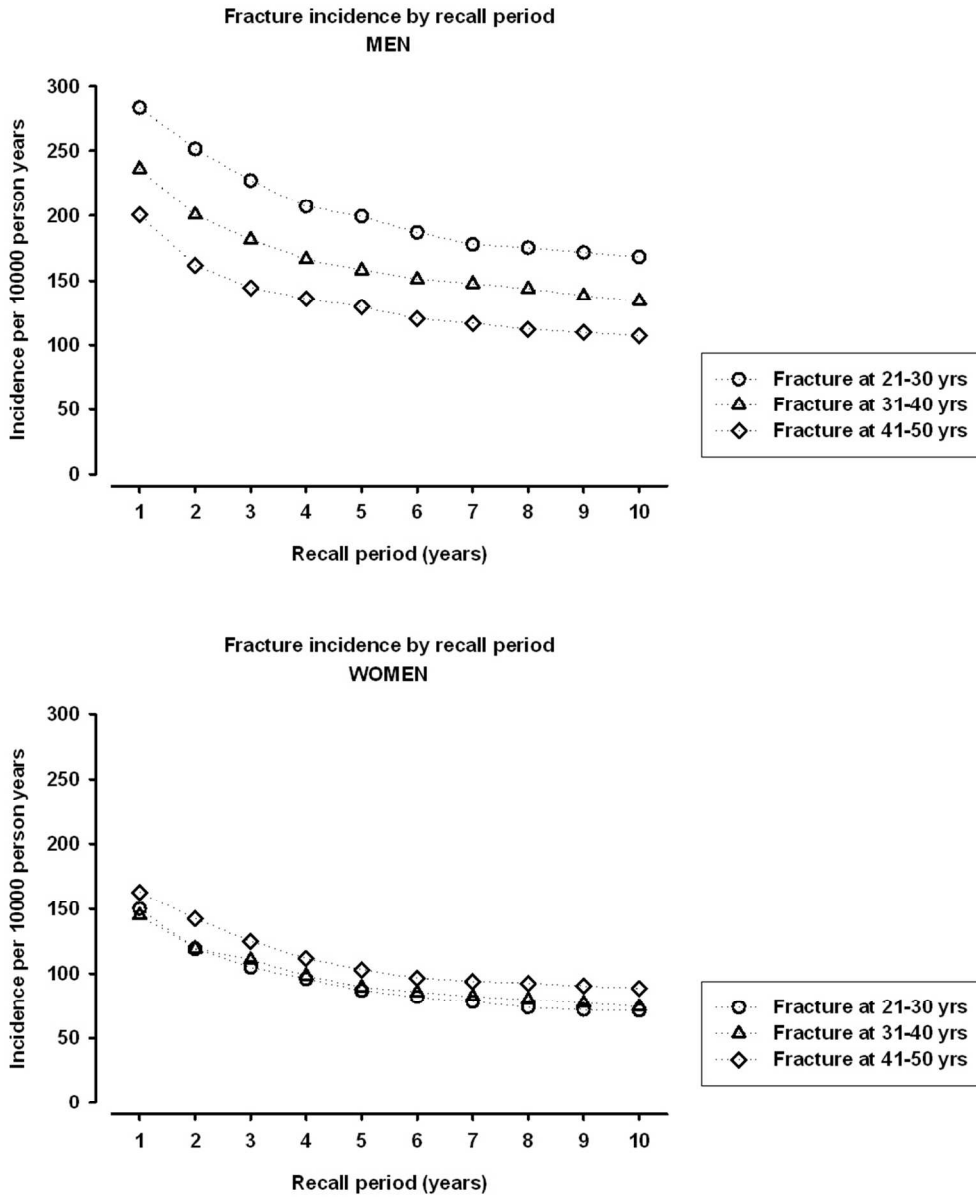 Fracture incidence by recall period
MEN
Incidence per 10000 person years
300
250
200
150
100
50
0
1 2 3 4 5 6 7 8 9 10
Recall period (years)
Fracture at 21-30 yrs
Fracture at 31-40 yrs
Fracture at 41-50 yrs
Fracture incidence by recall period
WOMEN
Incidence per 10000 person years
300
250
200
150
100
50
0
1 2 3 4 5 6 7 8 9 10
Recall period (years)
Fracture at 21-30 yrs
Fracture at 31-40 yrs
Fracture at 41-50 yrs